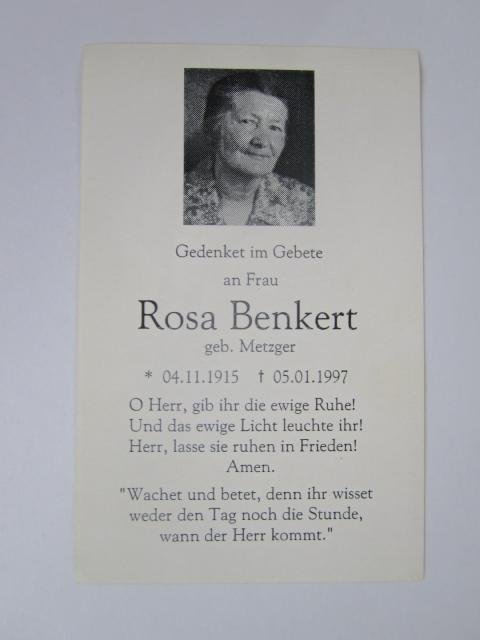 Gedenket im Gebete
an Frau
Rosa Benkert
geb. Metzger
* 04.11.1915 † 05.01.1997
O Herr, gib ihr die ewige Ruhe!
Und das ewige Licht leuchte ihr!
Herr, lasse sie ruhen in Frieden!
Amen.
"Wachet und betet, denn ihr wisset
weder den Tag noch die Stunde,
wann der Herr kommt."